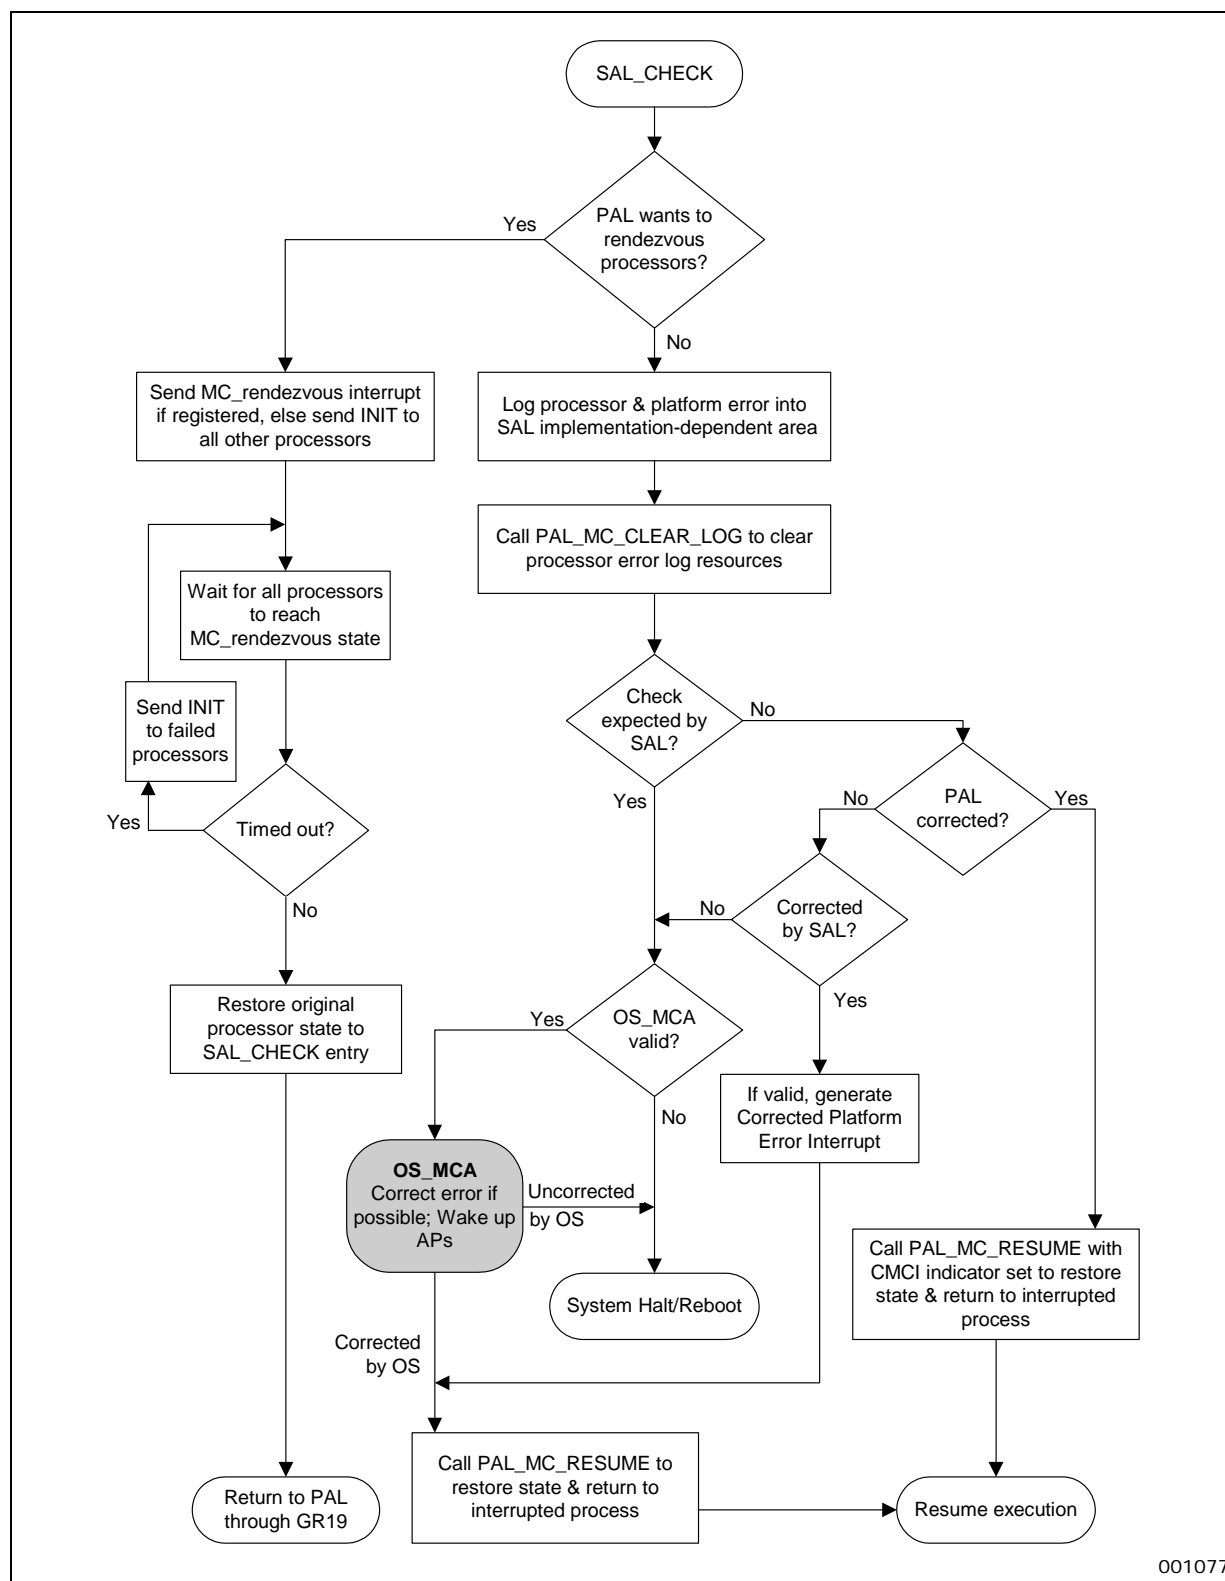 SAL_CHECK
PAL wants to
rendezvous
processors?
Yes
No
Send MC_rendezvous interrupt
if registered, else send INIT to
all other processors
Log processor & platform error into
SAL implementation-dependent area
Call PAL_MC_CLEAR_LOG to clear
processor error log resources
Wait for all processors
to reach
MC_rendezvous state
Send INIT
to failed
processors
Timed out?
Yes
No
Check
expected by
SAL?
No
Yes
PAL
corrected?
No
Yes
Corrected
by SAL?
No
Yes
Restore original
processor state to
SAL_CHECK entry
OS_MCA
valid?
Yes
No
If valid, generate
Corrected Platform
Error Interrupt
OS_MCA
Correct error if
possible; Wake up
APs
Uncorrected
by OS
Call PAL_MC_RESUME with
CMCI indicator set to restore
state & return to interrupted
process
System Halt/Reboot
Corrected
by OS
Call PAL_MC_RESUME to
restore state & return to
interrupted process
Return to PAL
through GR19
Resume execution
001077